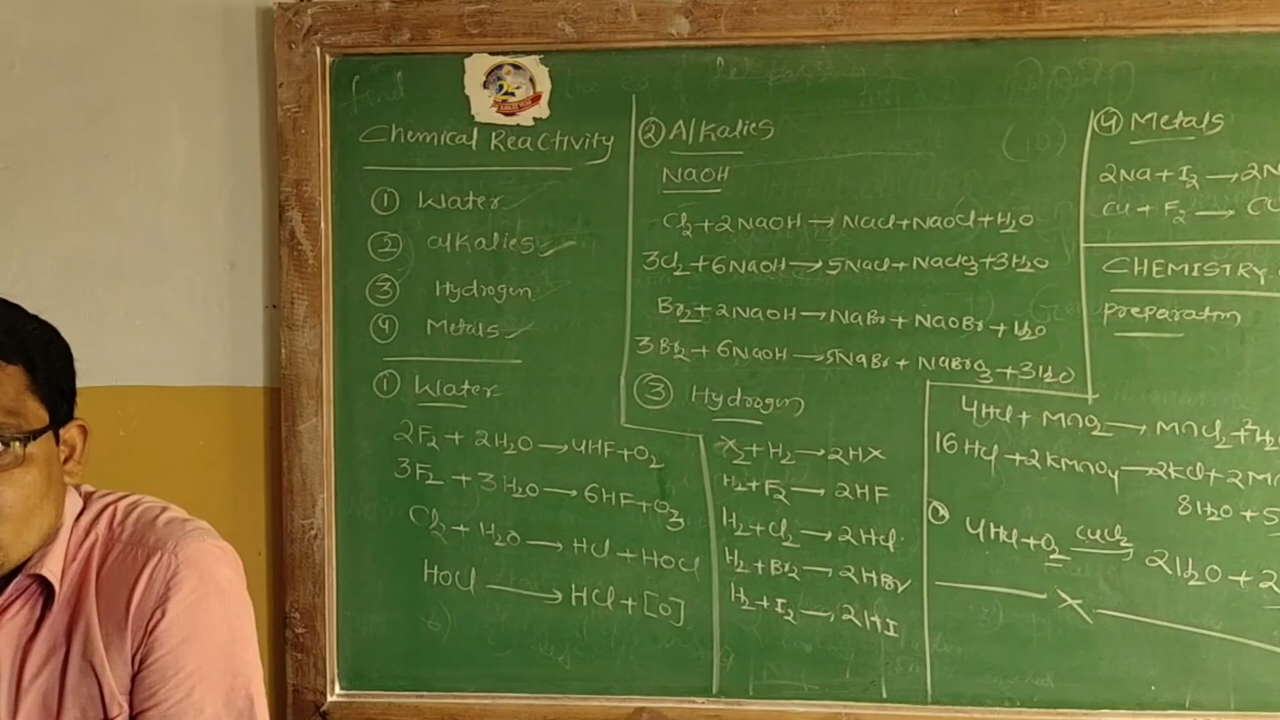 Chemical Reactivity
① Water
② alkalies
③ Hydrogen
④ Metals
① Water
2F₂ + 2H₂O → 4HF + O₂
3F₂ + 3H₂O → 6HF + O₃
Cl₂ + H₂O → HCl + HOCl
HOCl → HCl + [O]
② Alkalies
NaOH
Cl₂ + 2NaOH → NaCl + NaOCl + H₂O
3Cl₂ + 6NaOH → 5NaCl + NaClO₃ + 3H₂O
Br₂ + 2NaOH → NaBr + NaOBr + H₂O
3Br₂ + 6NaOH → 5NaBr + NaBrO₃ + 3H₂O
③ Hydrogen
X₂ + H₂ → 2HX
H₂ + F₂ → 2HF
H₂ + Cl₂ → 2HCl
H₂ + Br₂ → 2HBr
H₂ + I₂ → 2HI
④ Metals
2Na + I₂ → 2N
Cu + F₂ → Cu
CHEMISTRY
Preparatm
4HCl + MnO₂ → MnCl₂ + 2H₂
16HCl + 2KMnO₄ → 2KCl + 2Mn
8H₂O + 5
4HCl + O₂ CuCl₂→ 2H₂O + 2
X
25